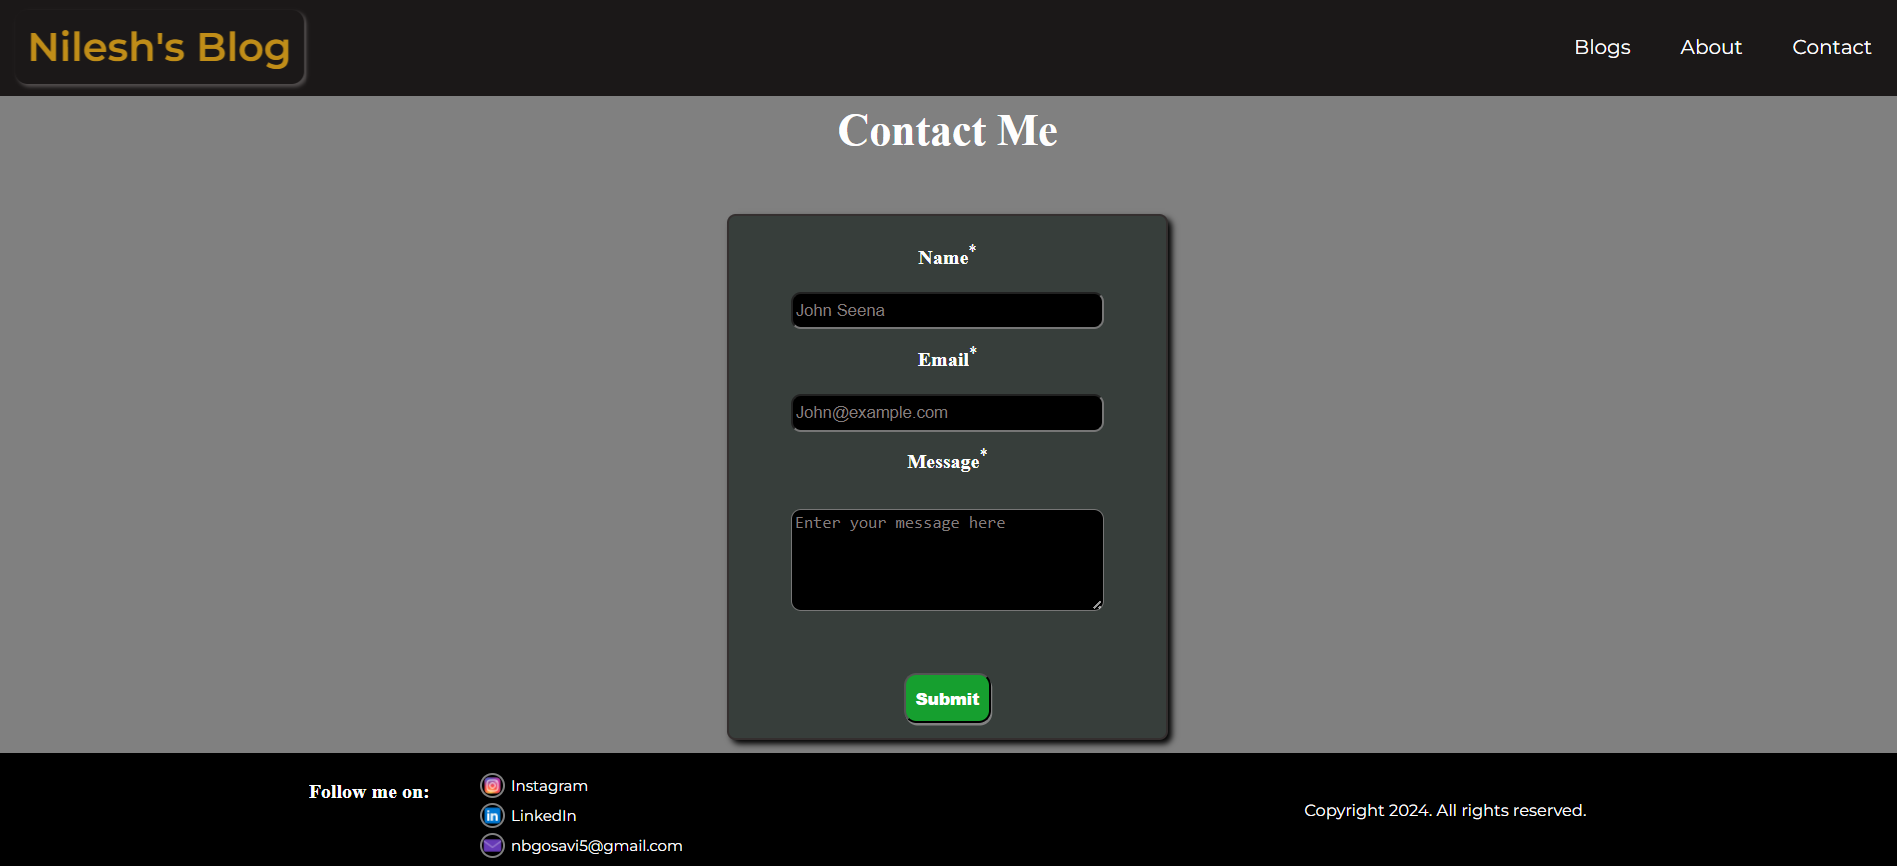 Nilesh's Blog
Blogs About Contact
Contact Me
Name*
John Seena
Email*
John@example.com
Message*
Enter your message here
Submit
Follow me on:
Instagram
LinkedIn
nbgosavi5@gmail.com
Copyright 2024. All rights reserved.